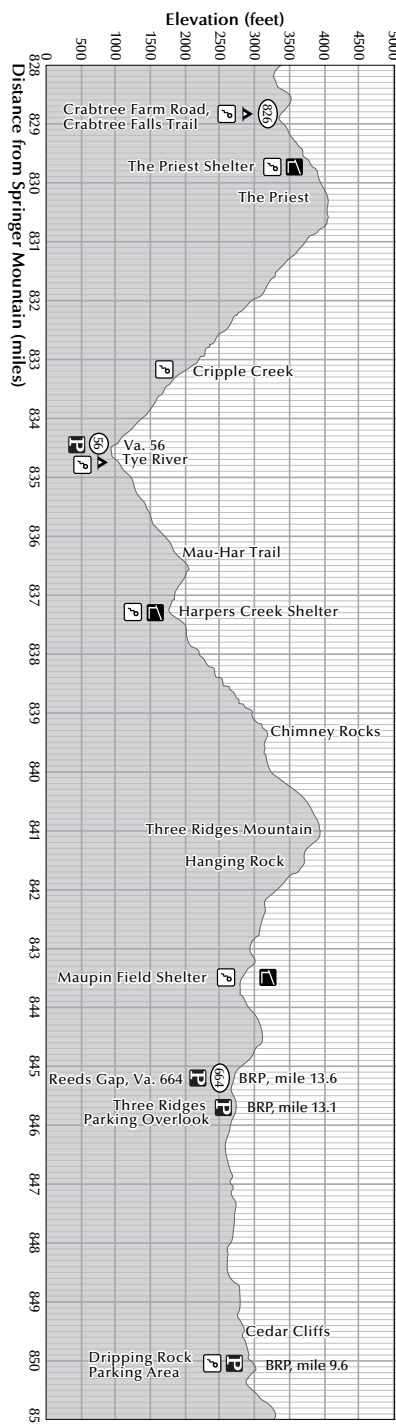 Elevation (feet)
0
500
1000
1500
2000
2500
3000
3500
4000
4500
500
Distance from Springer Mountain (miles)
828
829
830
831
832
833
834
835
836
837
838
839
840
841
842
843
844
845
846
847
848
849
850
85
Crabtree Farm Road,
Crabtree Falls Trail
826
The Priest Shelter
The Priest
Cripple Creek
P
56
Va. 56
Tye River
Mau-Har Trail
Harpers Creek Shelter
Chimney Rocks
Three Ridges Mountain
Hanging Rock
Maupin Field Shelter
Reeds Gap, Va. 664
P
664
BRP, mile 13.6
Three Ridges
Parking Overlook
P
BRP, mile 13.1
Cedar Cliffs
Dripping Rock
Parking Area
P
BRP, mile 9.6